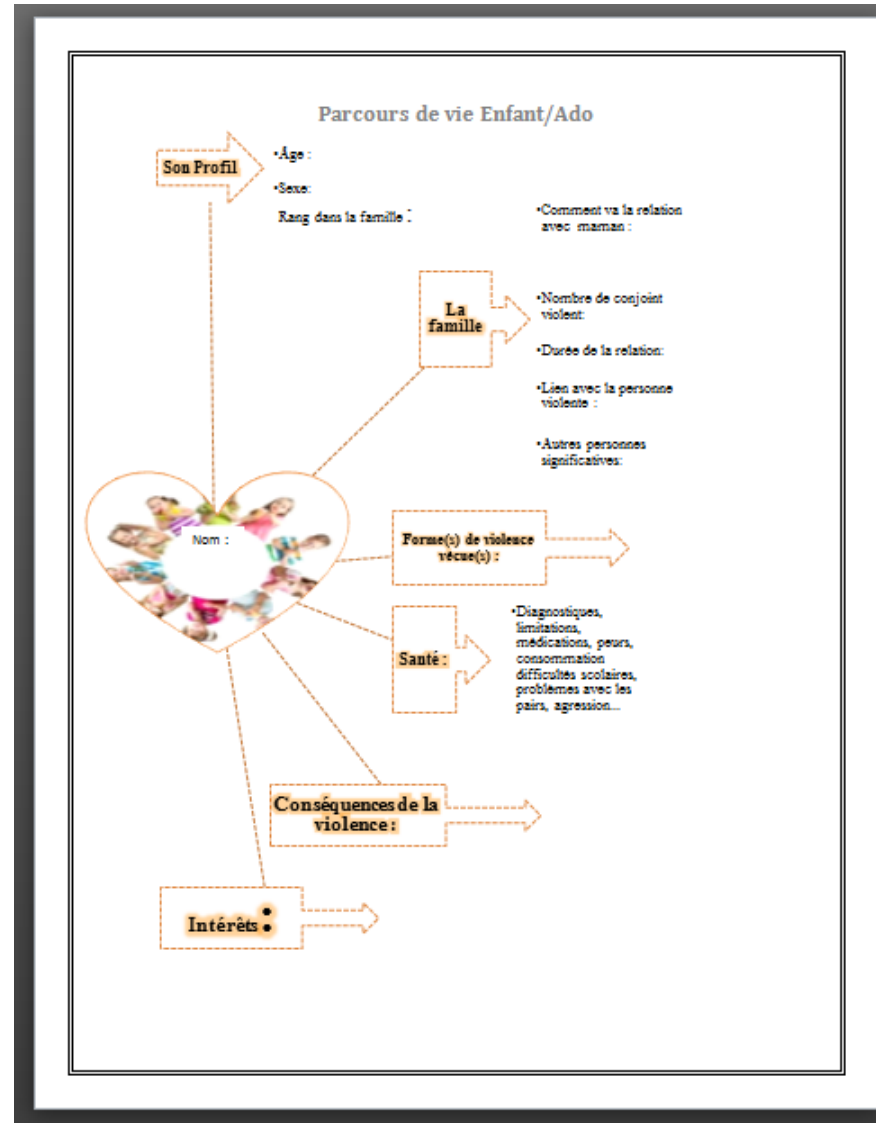 Parcours de vie Enfant/Ado
Son Profil
•Âge :
•Sexe:
Rang dans la famille :
La
famille
•Comment va la relation
avec maman :
•Nombre de conjoint
violent:
•Durée de la relation:
•Lien avec la personne
violente :
•Autres personnes
significatives:
Nom :
Forme(s) de violence
vécue(s) :
Santé :
•Diagnostiques,
limitations,
médications, peurs,
consommation
difficultés scolaires,
problèmes avec les
pairs, agression...
Conséquences de la
violence :
Intérêts :